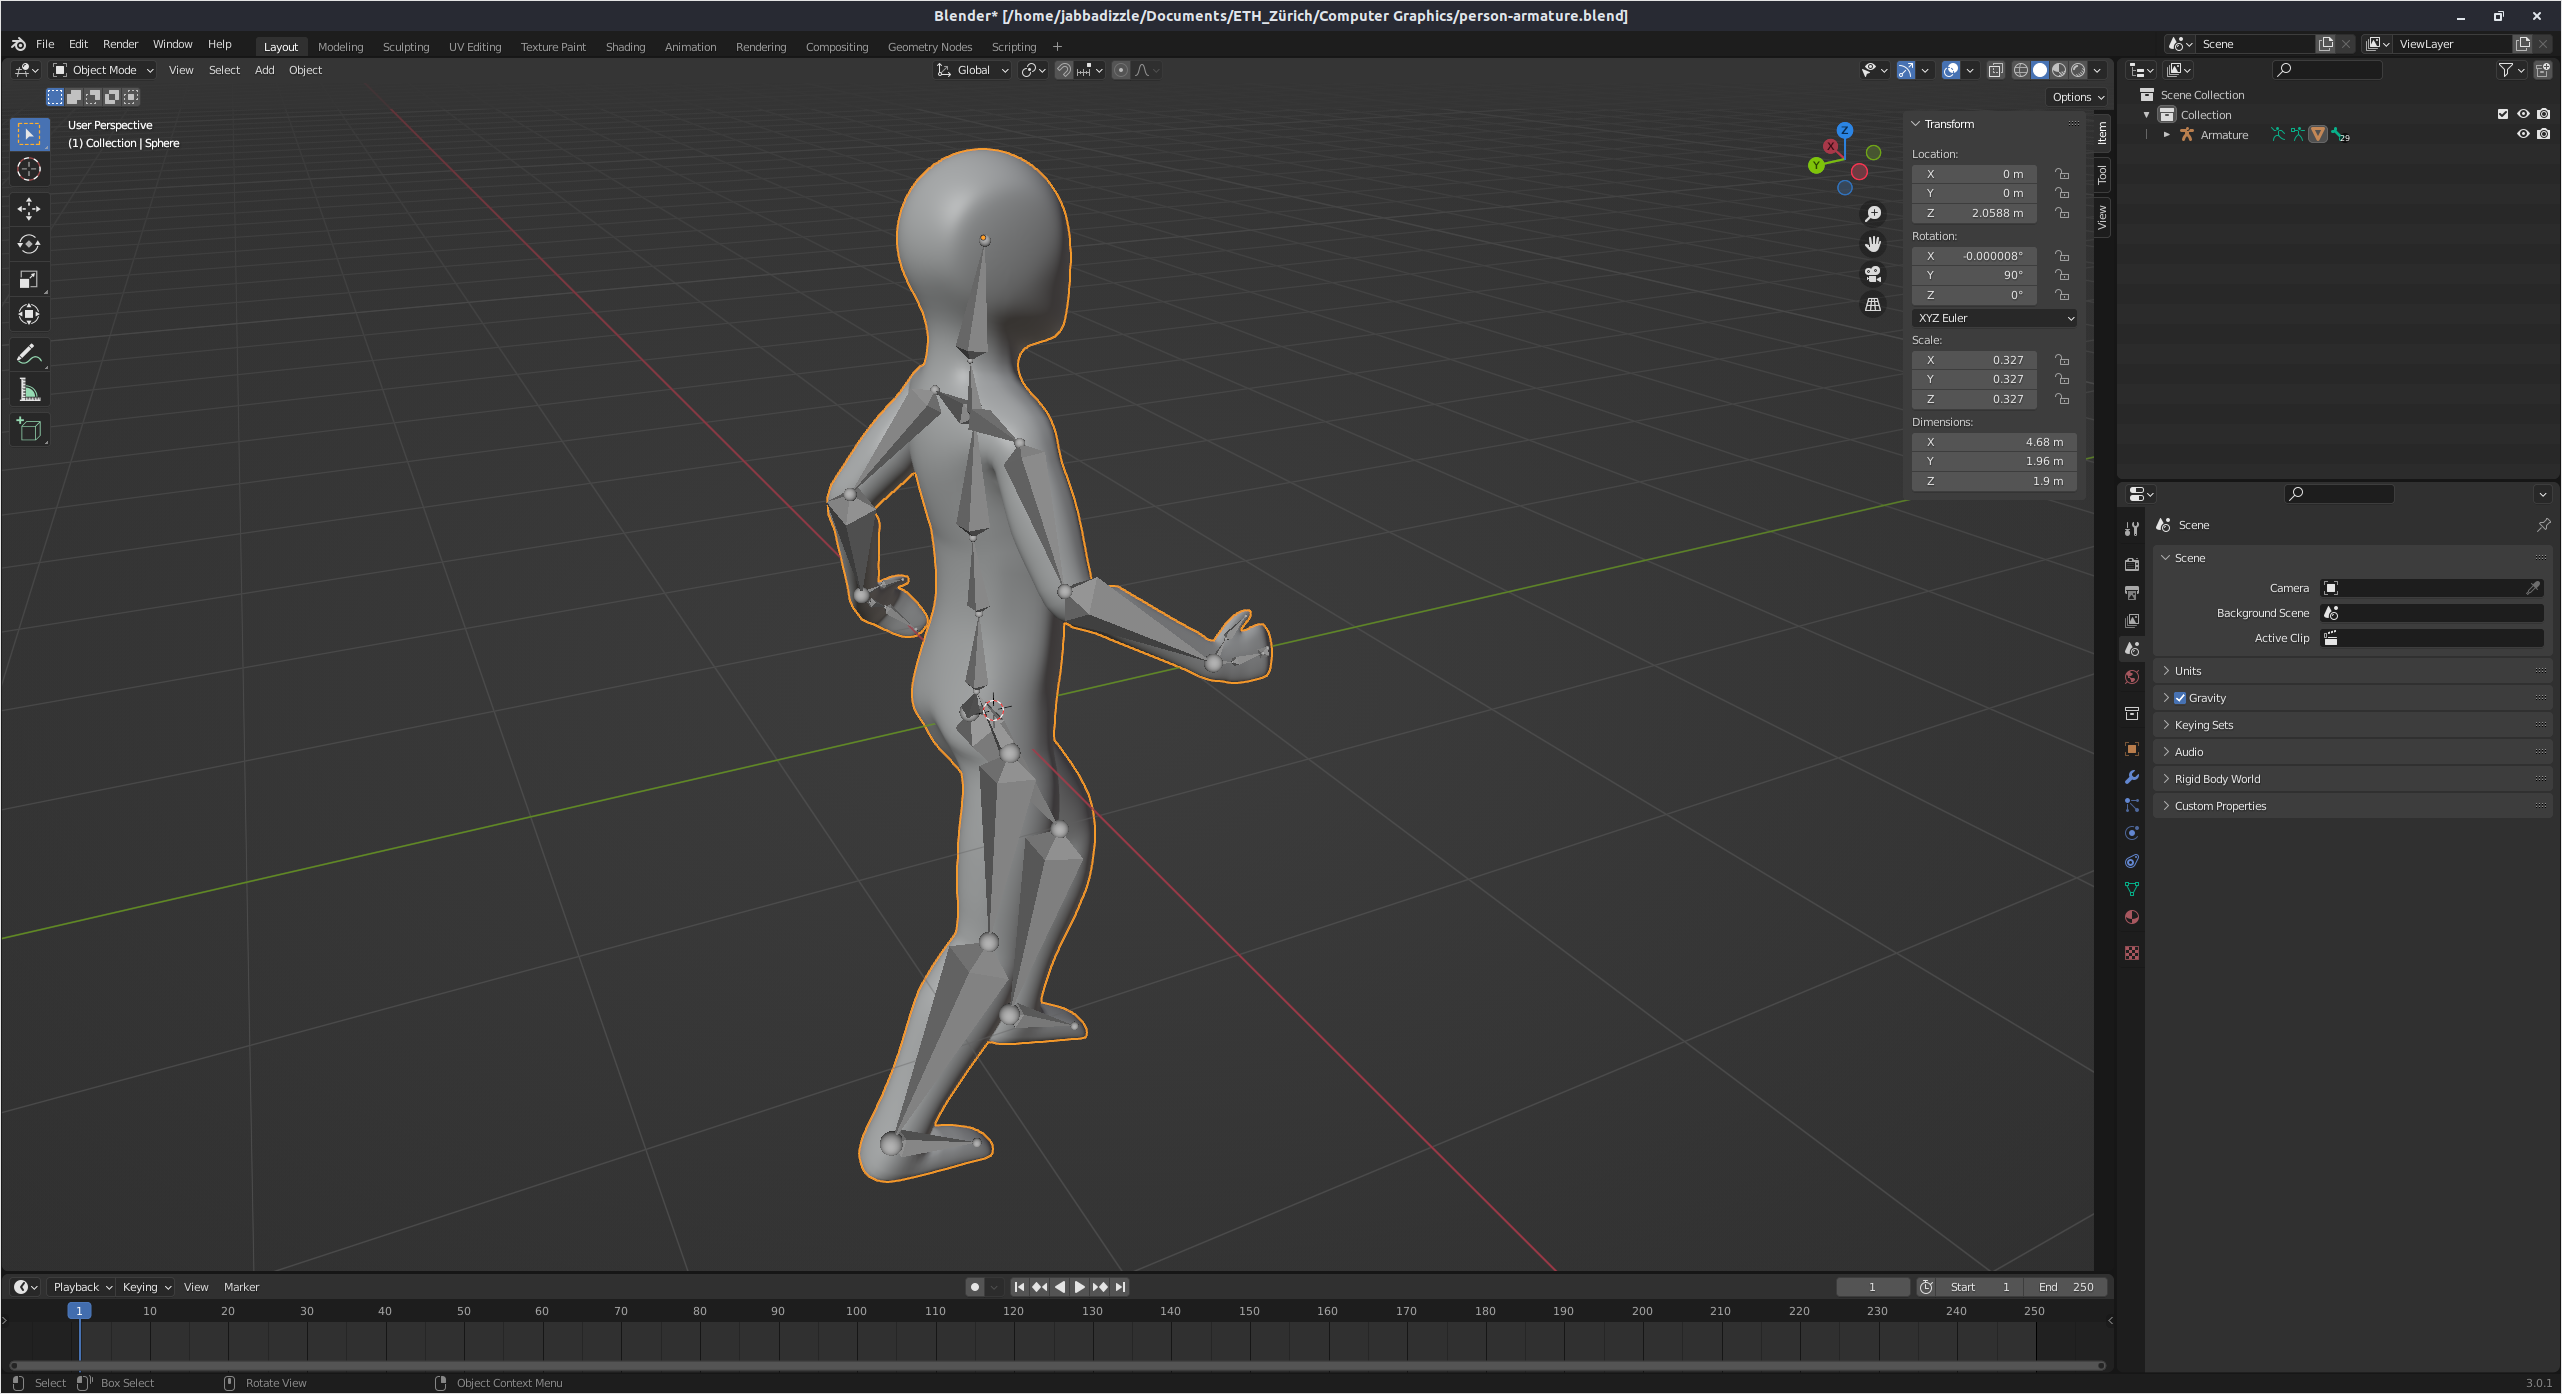 Blender* [/home/jabbadizzle/Documents/ETH_Zürich/Computer Graphics/person-armature.blend]
File Edit Render Window Help Layout Modeling Sculpting UV Editing Texture Paint Shading Animation Rendering Compositing Geometry Nodes Scripting + Scene ViewLayer
Object Mode View Select Add Object Global
Options
User Perspective
(1) Collection | Sphere
Z
X
Y
Transform
Location:
X 0 m
Y 0 m
Z 2.0588 m
Rotation:
X -0.000008°
Y 90°
Z 0°
XYZ Euler
Scale:
X 0.327
Y 0.327
Z 0.327
Dimensions:
X 4.68 m
Y 1.96 m
Z 1.9 m
Item
Tool
View
Scene Collection
Collection
Armature 29
Scene
Scene
Camera
Background Scene
Active Clip
Units
Gravity
Keying Sets
Audio
Rigid Body World
Custom Properties
Playback Keying View Marker 1 Start 1 End 250
1 10 20 30 40 50 60 70 80 90 100 110 120 130 140 150 160 170 180 190 200 210 220 230 240 250
Select Box Select Rotate View Object Context Menu 3.0.1